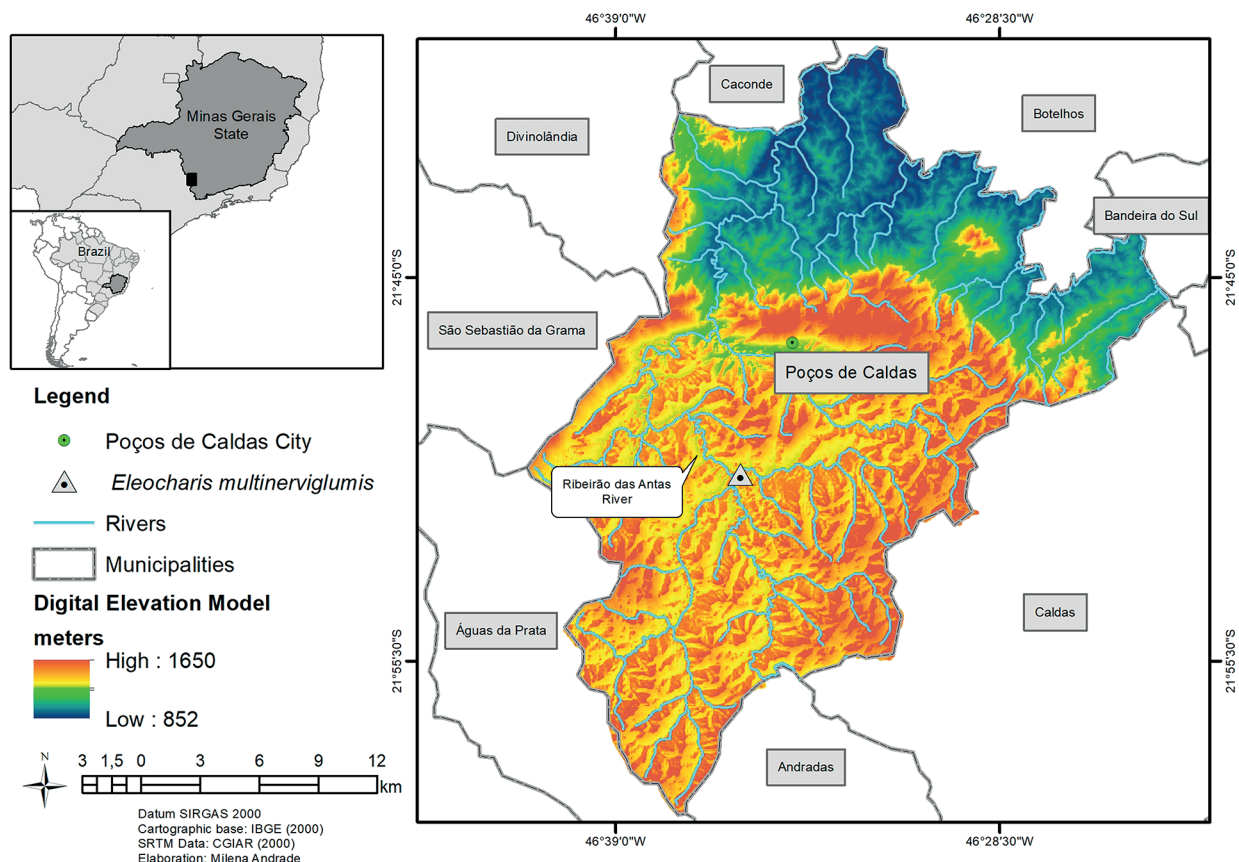 46°39'0"W
46°28'30"W
Minas Gerais
State
Brazil
Caconde
Divinolândia
Botelhos
Bandeira do Sul
21°45'0"S
21°45'0"S
São Sebastião da Grama
Poços de Caldas
Ribeirão das Antas
River
Águas da Prata
Caldas
21°55'30"S
21°55'30"S
Andradas
46°39'0"W
46°28'30"W
Legend
Poços de Caldas City
Eleocharis multinerviglumis
Rivers
Municipalities
Digital Elevation Model
meters
High : 1650
Low : 852
N
3 1,5 0 3 6 9 12
km
Datum SIRGAS 2000
Cartographic base: IBGE (2000)
SRTM Data: CGIAR (2000)
Elaboration: Milena Andrade